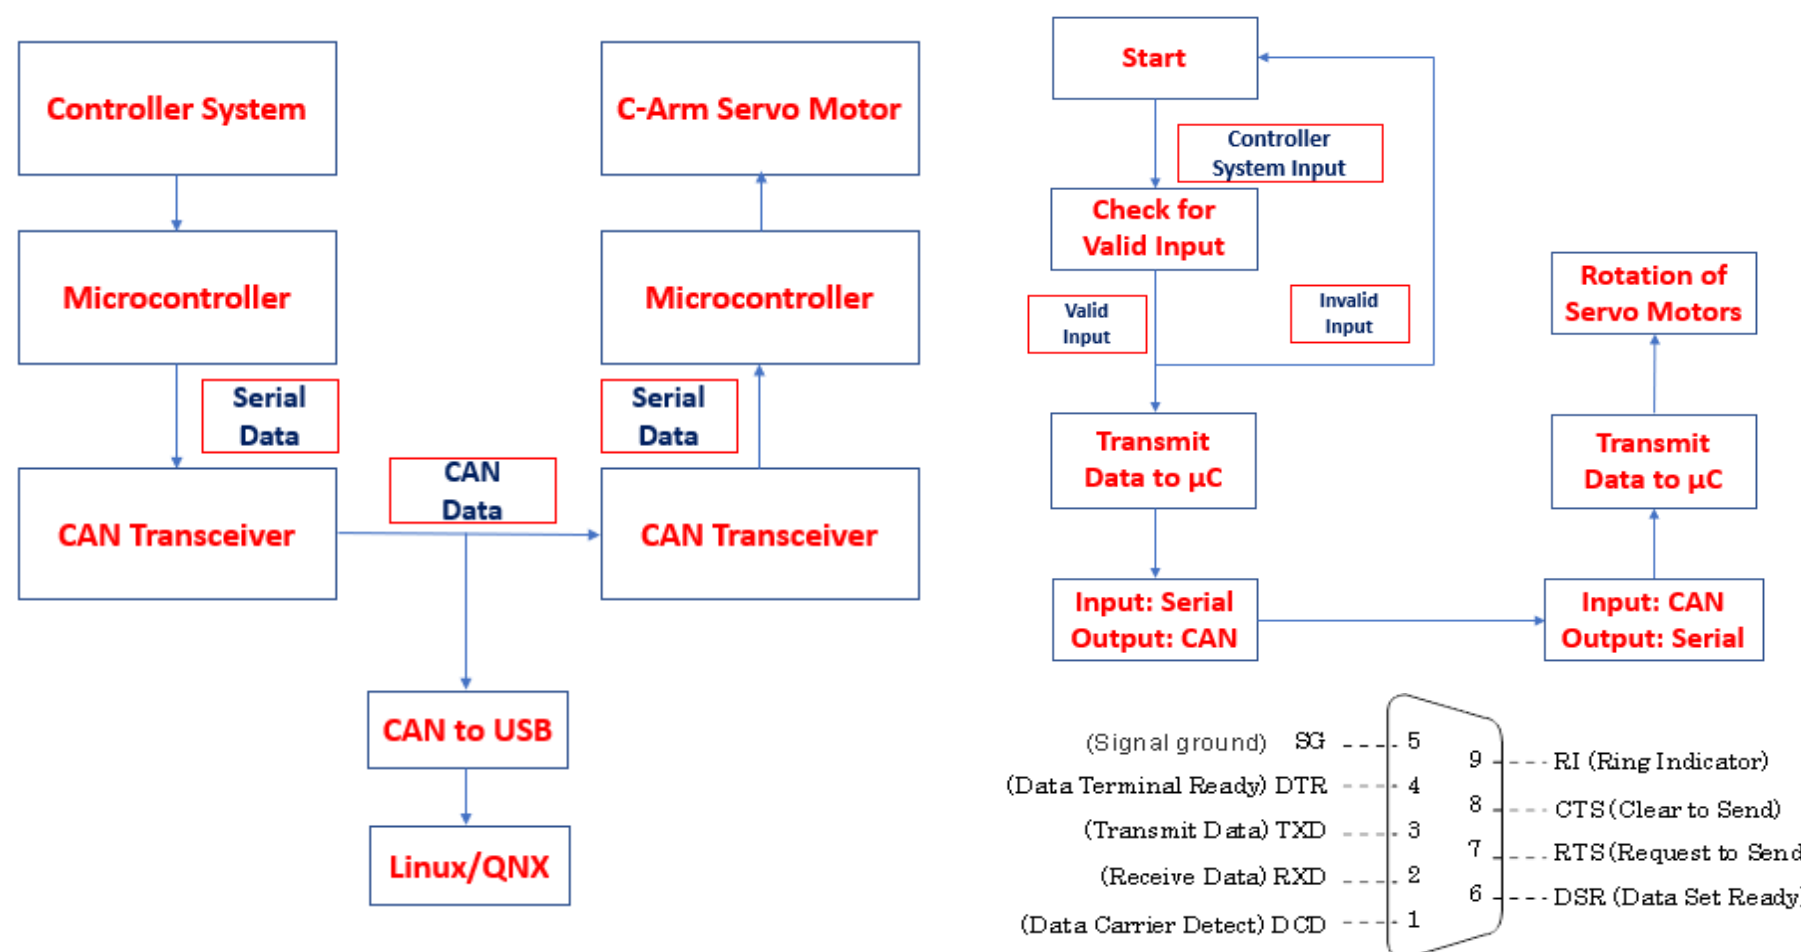 Controller System
Microcontroller
Serial
Data
CAN Transceiver
CAN
Data
C-Arm Servo Motor
Microcontroller
Serial
Data
CAN Transceiver
CAN to USB
Linux/QNX
Start
Controller
System Input
Check for
Valid Input
Valid
Input
Invalid
Input
Transmit
Data to µC
Input: Serial
Output: CAN
Rotation of
Servo Motors
Transmit
Data to µC
Input: CAN
Output: Serial
(Signal ground) SG 5
(Data Terminal Ready) DTR 4
(Transmit Data) TXD 3
(Receive Data) RXD 2
(Data Carrier Detect) DCD 1
9 RI (Ring Indicator)
8 CTS (Clear to Send)
7 RTS (Request to Send
6 DSR (Data Set Ready)